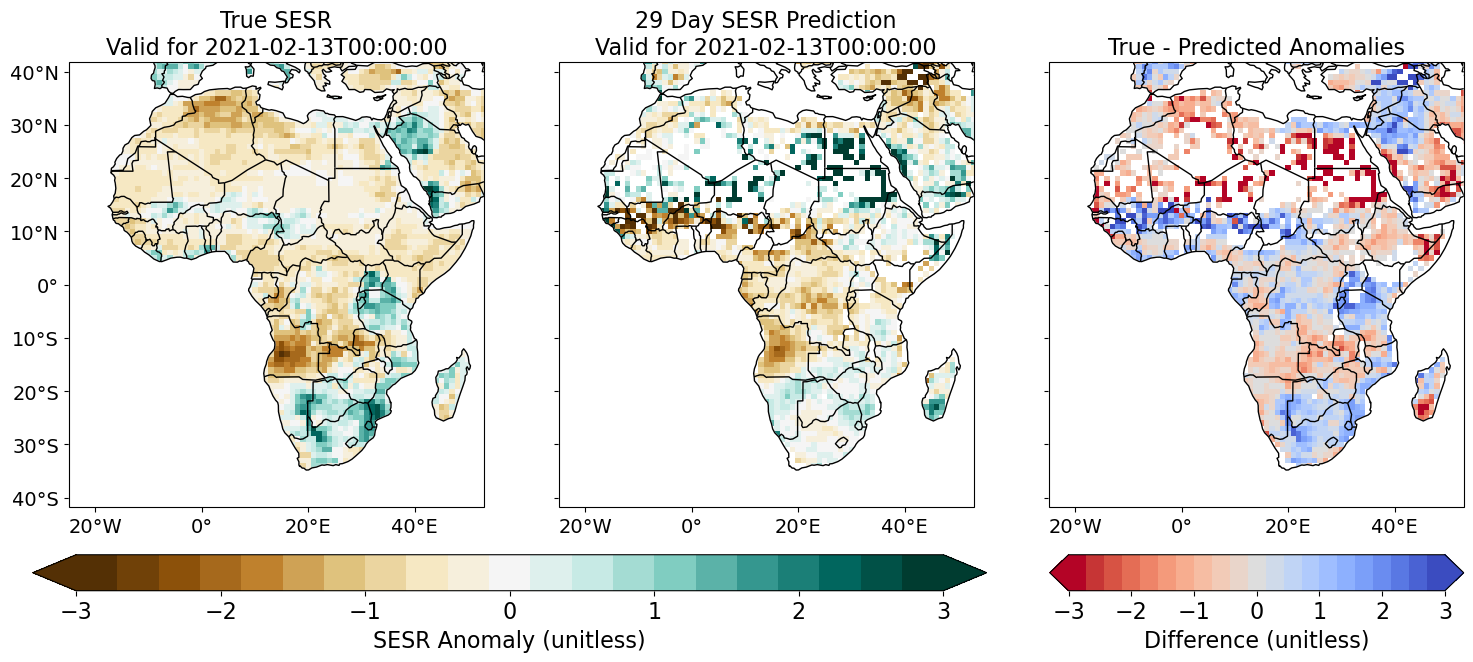 True SESR
Valid for 2021-02-13T00:00:00
29 Day SESR Prediction
Valid for 2021-02-13T00:00:00
True - Predicted Anomalies
40°N
30°N
20°N
10°N
0°
10°S
20°S
30°S
40°S
20°W 0° 20°E 40°E
20°W 0° 20°E 40°E
20°W 0° 20°E 40°E
−3 −2 −1 0 1 2 3
SESR Anomaly (unitless)
−3 −2 −1 0 1 2 3
Difference (unitless)